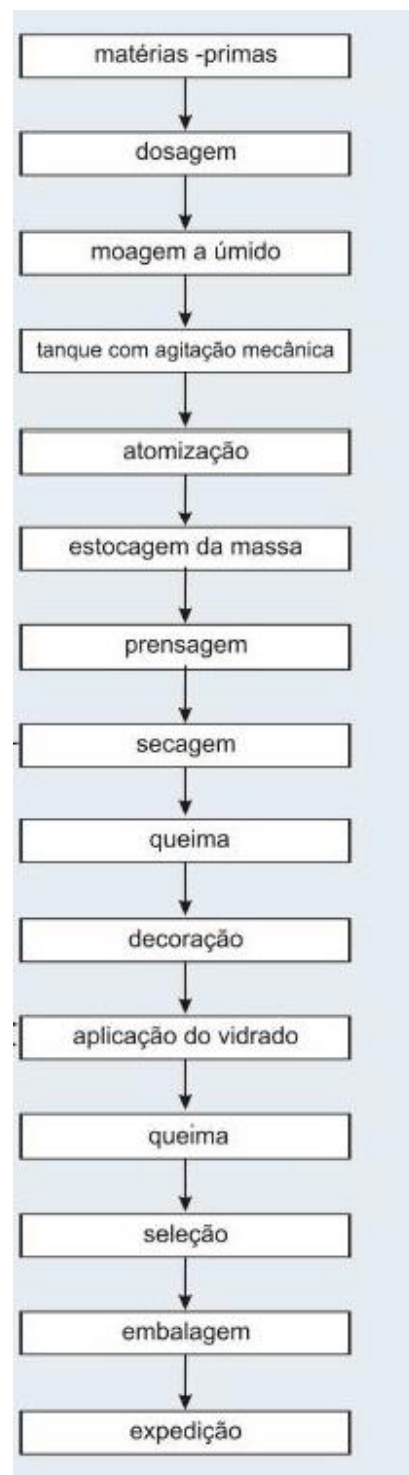 matérias -primas
dosagem
moagem a úmido
tanque com agitação mecânica
atomização
estocagem da massa
prensagem
secagem
queima
decoração
aplicação do vidrado
queima
seleção
embalagem
expedição